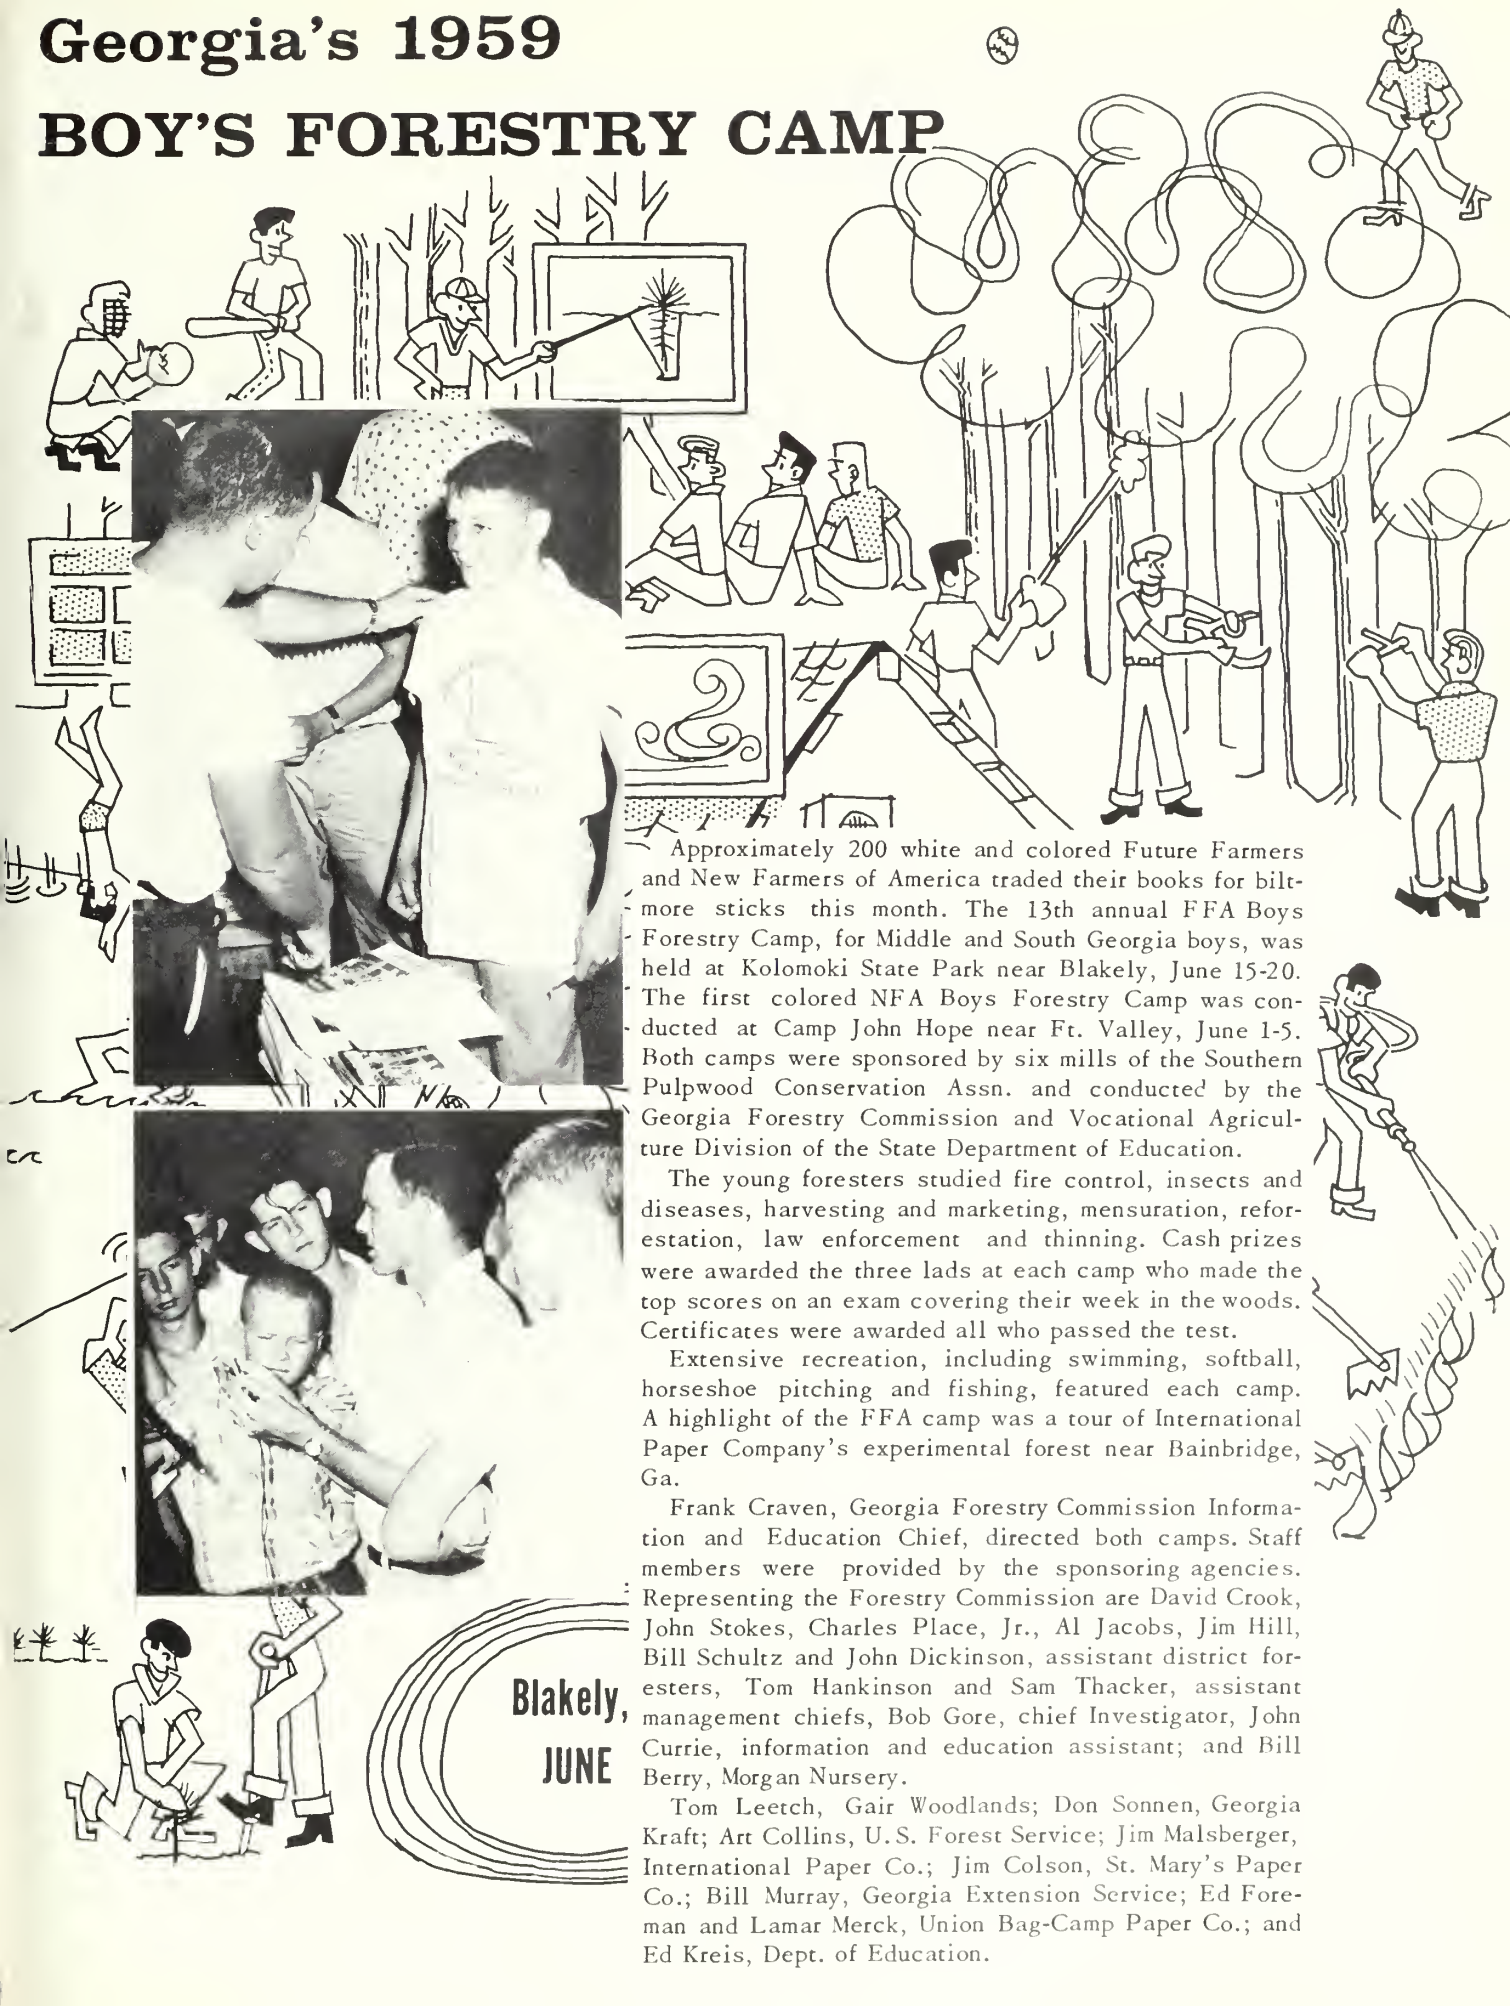 Georgia's 1959
BOY'S FORESTRY CAMP
Approximately 200 white and colored Future Farmers
and New Farmers of America traded their books for bilt-
more sticks this month. The 13th annual FFA Boys
Forestry Camp, for Middle and South Georgia boys, was
held at Kolomoki State Park near Blakely, June 15-20.
The first colored NFA Boys Forestry Camp was con-
ducted at Camp John Hope near Ft. Valley, June 1-5.
Both camps were sponsored by six mills of the Southern
Pulpwood Conservation Assn. and conducted by the
Georgia Forestry Commission and Vocational Agricul-
ture Division of the State Department of Education.
The young foresters studied fire control, insects and
diseases, harvesting and marketing, mensuration, refor-
estation, law enforcement and thinning. Cash prizes
were awarded the three lads at each camp who made the
top scores on an exam covering their week in the woods.
Certificates were awarded all who passed the test.
Extensive recreation, including swimming, softball,
horseshoe pitching and fishing, featured each camp.
A highlight of the FFA camp was a tour of International
Paper Company's experimental forest near Bainbridge,
Ga.
Frank Craven, Georgia Forestry Commission Informa-
tion and Education Chief, directed both camps. Staff
members were provided by the sponsoring agencies.
Representing the Forestry Commission are David Crook,
John Stokes, Charles Place, Jr., Al Jacobs, Jim Hill,
Bill Schultz and John Dickinson, assistant district for-
esters, Tom Hankinson and Sam Thacker, assistant
management chiefs, Bob Gore, chief Investigator, John
Currie, information and education assistant; and Bill
Berry, Morgan Nursery.
Tom Leetch, Gair Woodlands; Don Sonnen, Georgia
Kraft; Art Collins, U.S. Forest Service; Jim Malsberger,
International Paper Co.; Jim Colson, St. Mary's Paper
Co.; Bill Murray, Georgia Extension Service; Ed Fore-
man and Lamar Merck, Union Bag-Camp Paper Co.; and
Ed Kreis, Dept. of Education.
Blakely,
JUNE